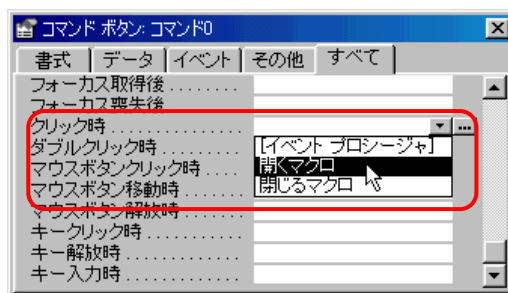 コマンド ボタン: コマンド0
書式 データ イベント その他 すべて
フォーカス取得後
フォーカス喪失後
クリック時
ダブルクリック時
[イベント プロシージャ]
マウスボタンクリック時
開くマクロ
マウスボタン移動時
閉じるマクロ
マウスボタン解放時
キークリック時
キー解放時
キー入力時